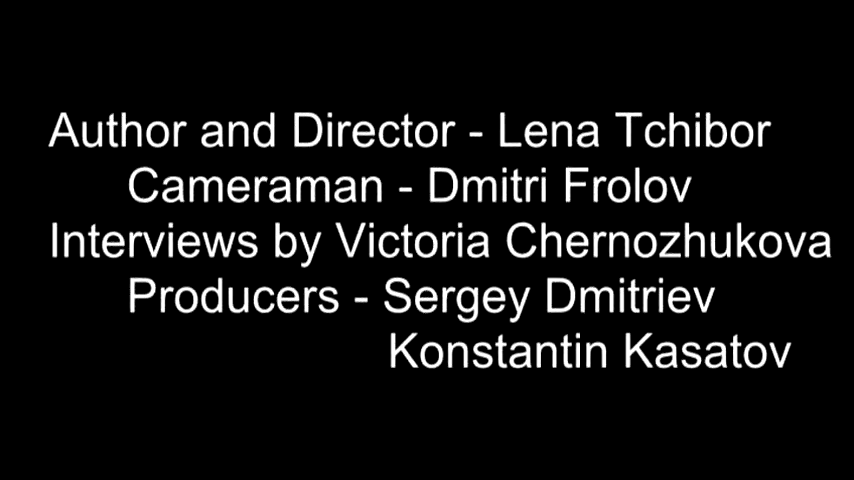 Author and Director - Lena Tchibor
Cameraman - Dmitri Frolov
Interviews by Victoria Chernozhukova
Producers - Sergey Dmitriev
Konstantin Kasatov